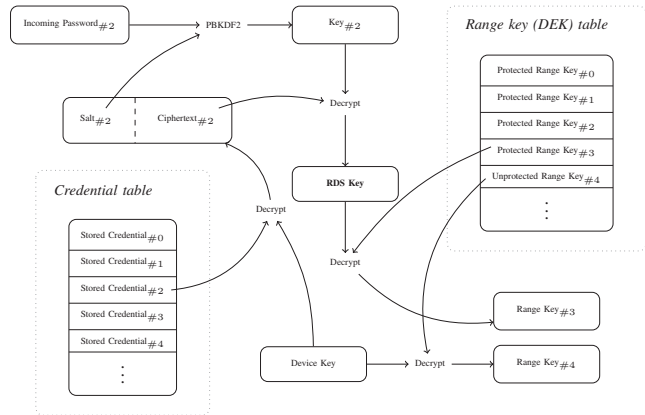 Incoming Password#2
PBKDF2
Key#2
Range key (DEK) table
Protected Range Key#0
Protected Range Key#1
Protected Range Key#2
Protected Range Key#3
Unprotected Range Key#4
⋮
Salt#2
Ciphertext#2
Decrypt
RDS Key
Credential table
Decrypt
Stored Credential#0
Stored Credential#1
Stored Credential#2
Stored Credential#3
Stored Credential#4
⋮
Decrypt
Range Key#3
Device Key
Decrypt
Range Key#4